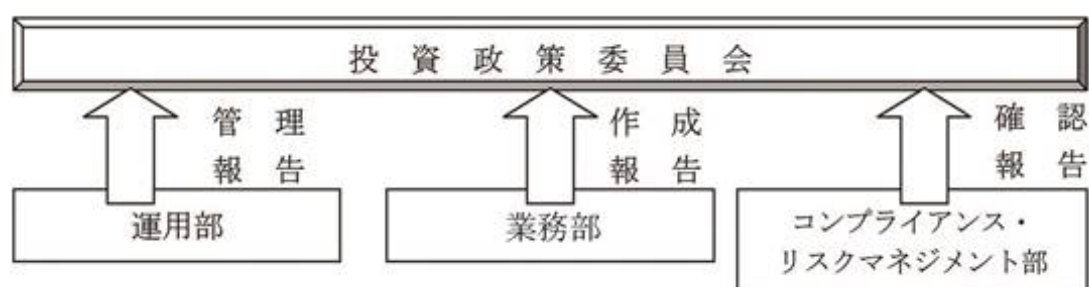 投資政策委員会
管理
報告
作成
報告
確認
報告
運用部
業務部
コンプライアンス・
リスクマネジメント部